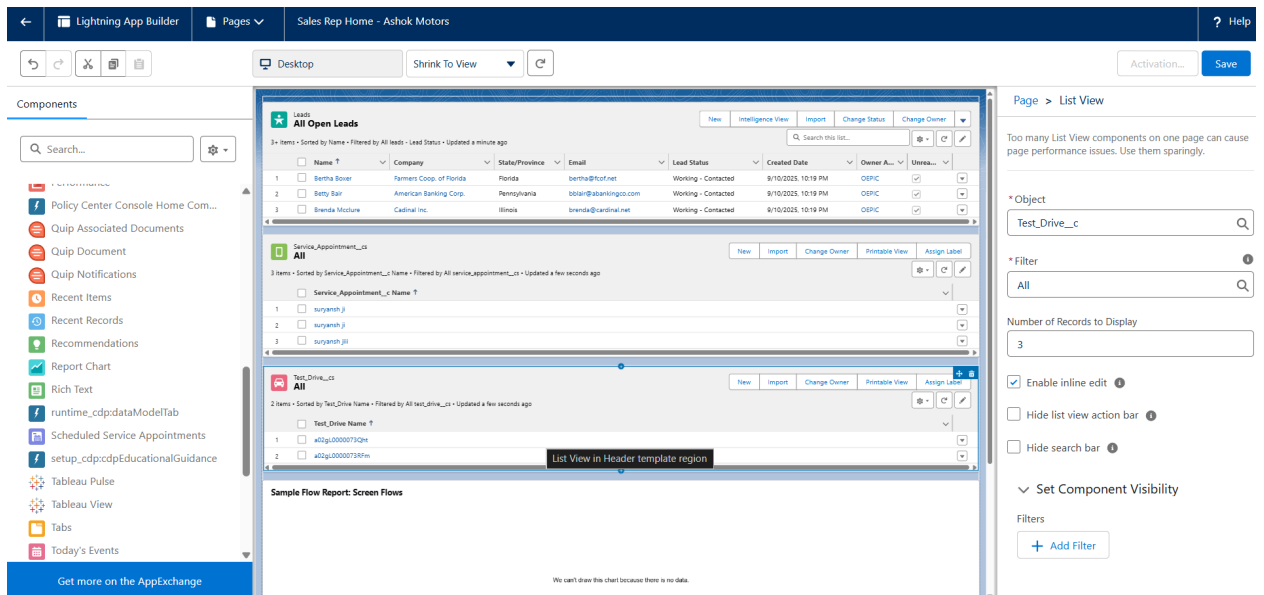 Lightning App Builder
Pages
Sales Rep Home - Ashok Motors
? Help
Desktop
Shrink To View
Activation...
Save
Components
Search...
Performance
Policy Center Console Home Com...
Quip Associated Documents
Quip Document
Quip Notifications
Recent Items
Recent Records
Recommendations
Report Chart
Rich Text
runtime_cdp:dataModelTab
Scheduled Service Appointments
setup_cdp:cdpEducationalGuidance
Tableau Pulse
Tableau View
Tabs
Today's Events
Get more on the AppExchange
Leads
All Open Leads
New Intelligence View Import Change Status Change Owner
3+ items • Sorted by Name • Filtered by All leads - Lead Status • Updated a minute ago
Search this list...
Name ↑ Company State/Province Email Lead Status Created Date Owner A... Unrea...
1 Bertha Boxer Farmers Coop. of Florida Florida bertha@fcof.net Working - Contacted 9/10/2025, 10:19 PM OEPIC
2 Betty Bair American Banking Corp. Pennsylvania bblair@abankingco.com Working - Contacted 9/10/2025, 10:19 PM OEPIC
3 Brenda Mcclure Cadinal Inc. Illinois brenda@cardinal.net Working - Contacted 9/10/2025, 10:19 PM OEPIC
Service_Appointment__cs
All
New Import Change Owner Printable View Assign Label
3 items • Sorted by Service_Appointment__c Name • Filtered by All service_appointment__cs • Updated a few seconds ago
Service_Appointment__c Name ↑
1 suryansh ji
2 suryansh ji
3 suryansh jiii
Test_Drive__cs
All
New Import Change Owner Printable View Assign Label
2 items • Sorted by Test_Drive Name • Filtered by All test_drive__cs • Updated a few seconds ago
Test_Drive Name ↑
1 a02gL0000073Qht
2 a02gL0000073RFm
List View in Header template region
Sample Flow Report: Screen Flows
We can't draw this chart because there is no data.
Page > List View
Too many List View components on one page can cause
page performance issues. Use them sparingly.
*Object
Test_Drive__c
*Filter
All
Number of Records to Display
3
Enable inline edit
Hide list view action bar
Hide search bar
Set Component Visibility
Filters
+ Add Filter